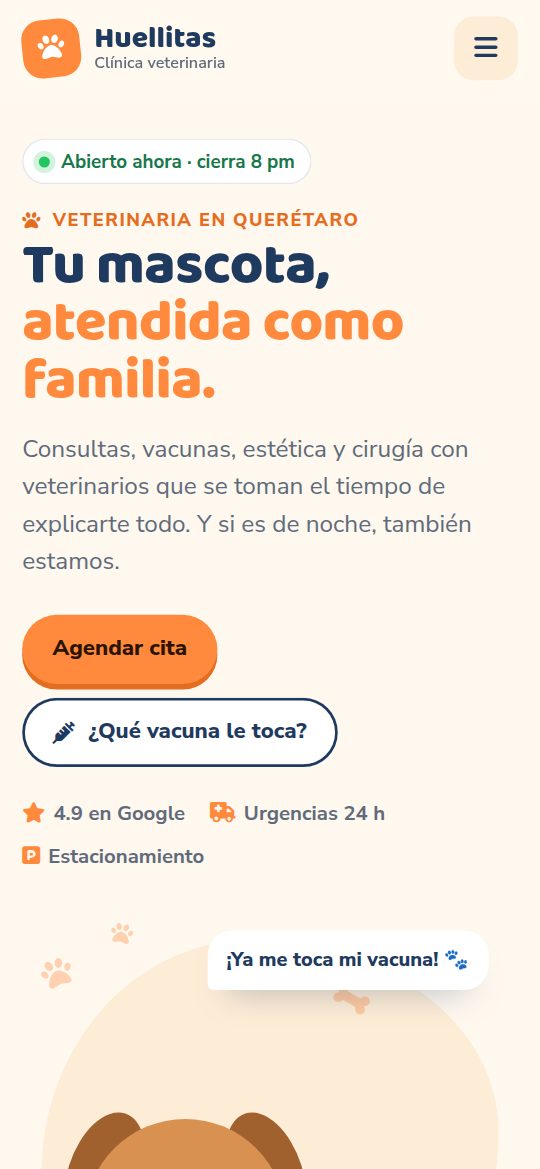 Huellitas
Clínica veterinaria
Abierto ahora · cierra 8 pm
VETERINARIA EN QUERÉTARO
Tu mascota,
atendida como
familia.
Consultas, vacunas, estética y cirugía con
veterinarios que se toman el tiempo de
explicarte todo. Y si es de noche, también
estamos.
Agendar cita
¿Qué vacuna le toca?
4.9 en Google
Urgencias 24 h
P Estacionamiento
¡Ya me toca mi vacuna! 🐾